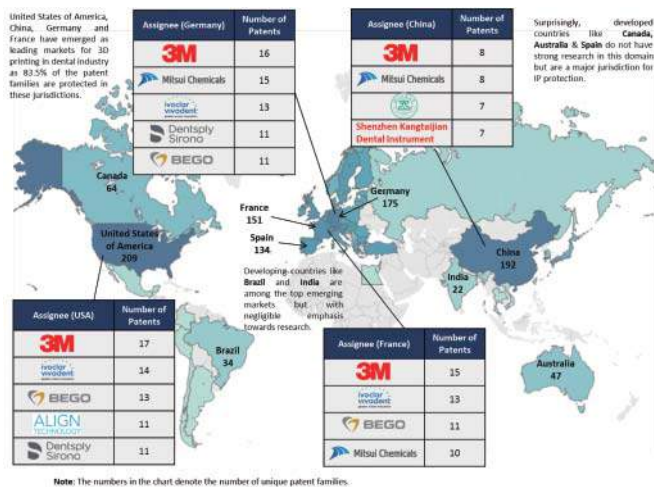 United States of America,
China, Germany and
France have emerged as
leading markets for 3D
printing in dental industry
as 83.5% of the patent
families are protected in
these jurisdictions.
Assignee (Germany) Number of Patents
3M 16
Mitsui Chemicals 15
ivoclar vivadent 13
Dentsply Sirona 11
BEGO 11
Assignee (China) Number of Patents
3M 8
Mitsui Chemicals 8
7
Shenzhen Kangtaijian Dental Instrument 7
Surprisingly, developed
countries like Canada,
Australia & Spain do not have
strong research in this domain
but are a major jurisdiction for
IP protection.
Canada
64
United States
of America
209
France
151
Spain
134
Germany
175
China
192
India
22
Brazil
34
Australia
47
Developing-countries like
Brazil and India are
among the top emerging
markets but with
negligible emphasis
towards research.
Assignee (USA) Number of Patents
3M 17
ivoclar vivadent 14
BEGO 13
ALIGN TECHNOLOGY 11
Dentsply Sirona 11
Assignee (France) Number of Patents
3M 15
ivoclar vivadent 13
BEGO 11
Mitsui Chemicals 10
Note: The numbers in the chart denote the number of unique patent families.